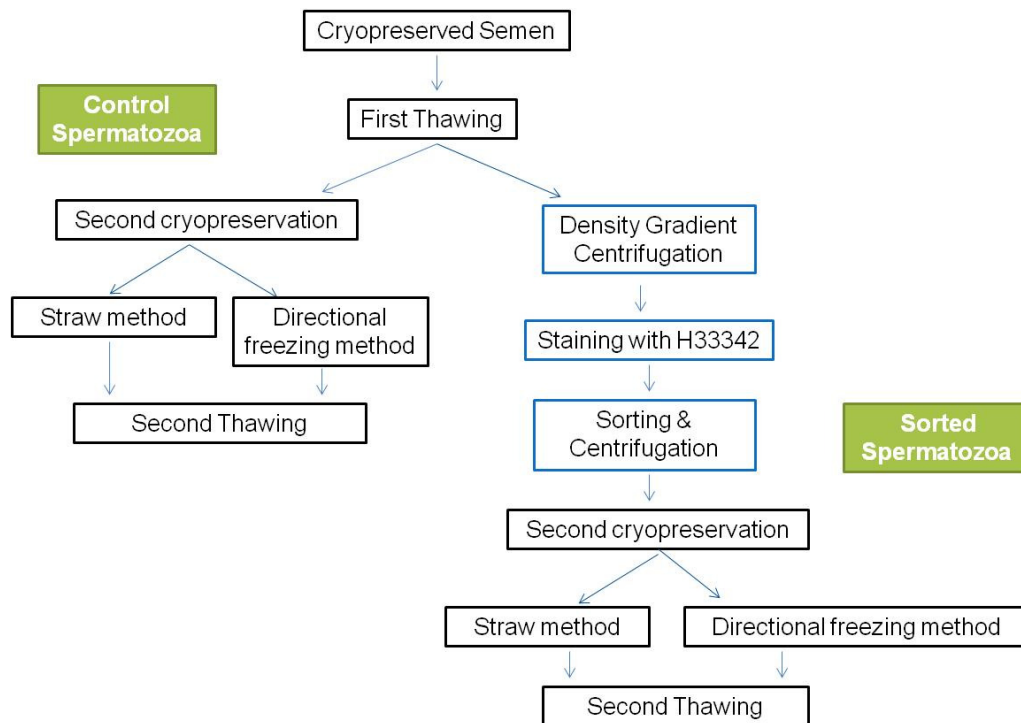 Cryopreserved Semen
Control
Spermatozoa
First Thawing
Second cryopreservation
Density Gradient
Centrifugation
Straw method
Directional
freezing method
Staining with H33342
Second Thawing
Sorting &
Centrifugation
Sorted
Spermatozoa
Second cryopreservation
Straw method
Directional freezing method
Second Thawing